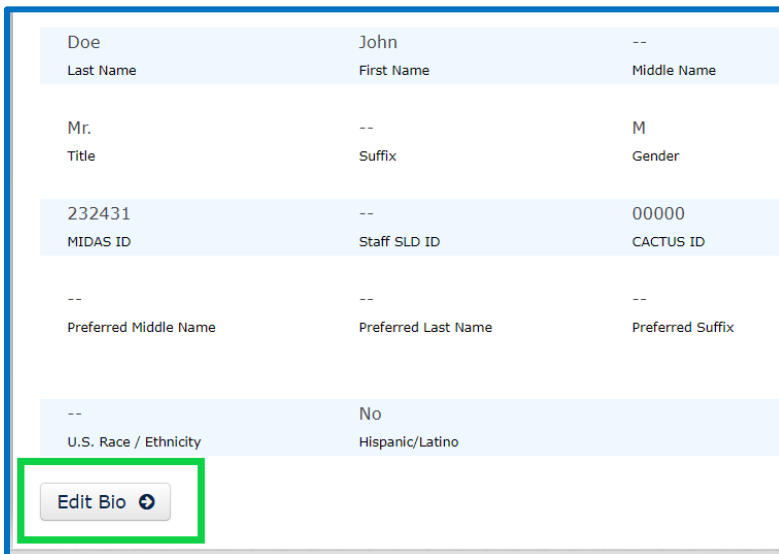 Doe John --
Last Name First Name Middle Name
Mr. -- M
Title Suffix Gender
232431 -- 00000
MIDAS ID Staff SLD ID CACTUS ID
-- -- --
Preferred Middle Name Preferred Last Name Preferred Suffix
-- No
U.S. Race / Ethnicity Hispanic/Latino
Edit Bio